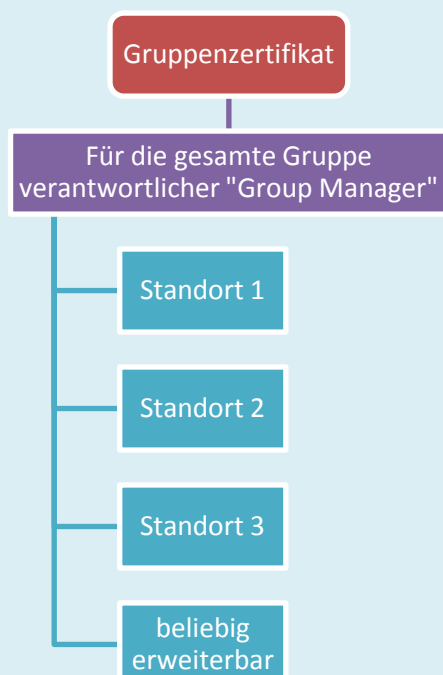 Gruppenzertifikat
Für die gesamte Gruppe
verantwortlicher "Group Manager"
Standort 1
Standort 2
Standort 3
beliebig
erweiterbar